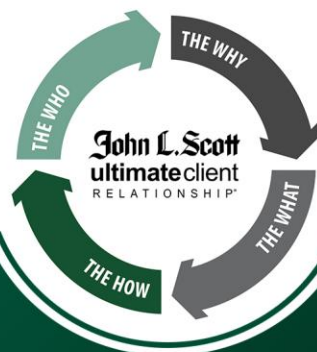 THE WHO
THE WHY
John L. Scott
ultimateclient
RELATIONSHIP®
THE WHAT
THE HOW